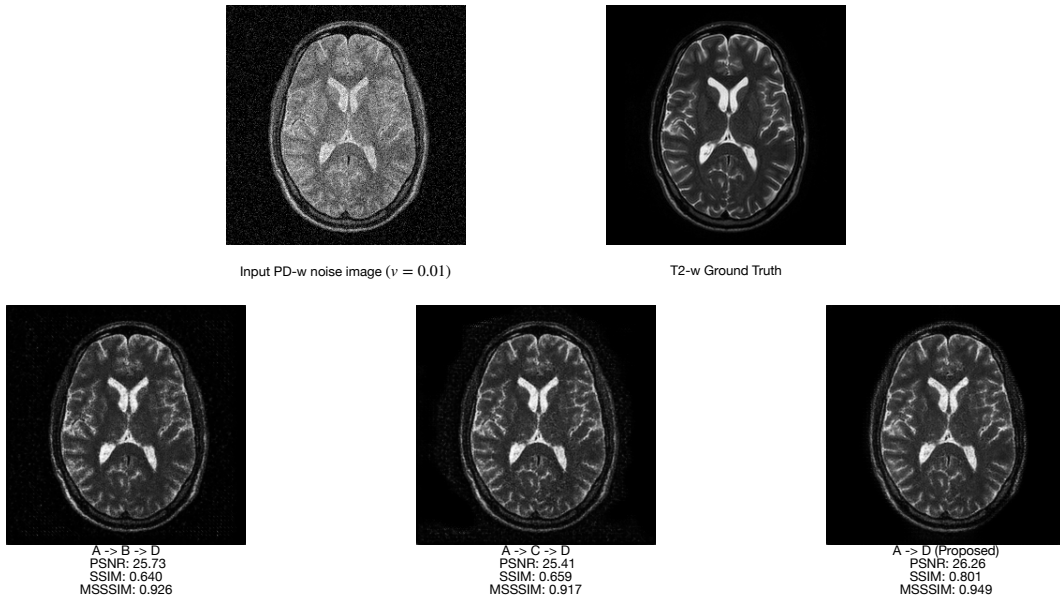 Input PD-w noise image (v = 0.01)
T2-w Ground Truth
A -> B -> D
PSNR: 25.73
SSIM: 0.640
MSSSIM: 0.926
A -> C -> D
PSNR: 25.41
SSIM: 0.659
MSSSIM: 0.917
A -> D (Proposed)
PSNR: 26.26
SSIM: 0.801
MSSSIM: 0.949